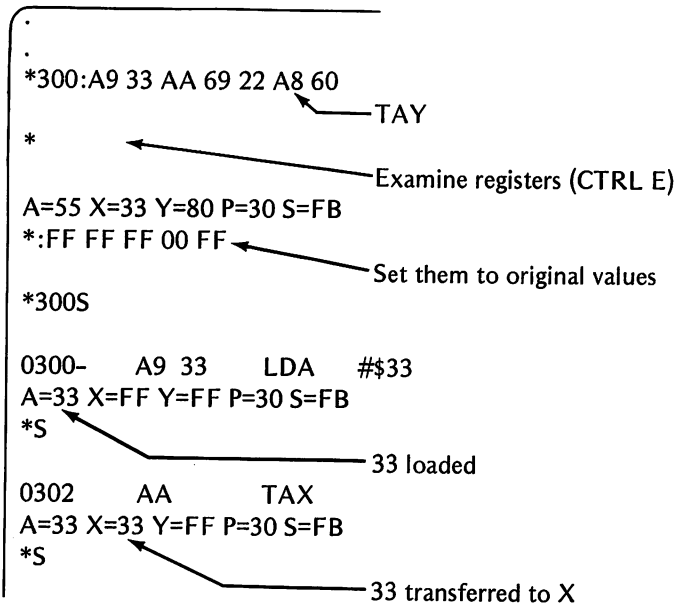 .
.
*300:A9 33 AA 69 22 A8 60
TAY
*
Examine registers (CTRL E)
A=55 X=33 Y=80 P=30 S=FB
*:FF FF FF 00 FF
Set them to original values
*300S
0300- A9 33 LDA #$33
A=33 X=FF Y=FF P=30 S=FB
*S
33 loaded
0302 AA TAX
A=33 X=33 Y=FF P=30 S=FB
*S
33 transferred to X